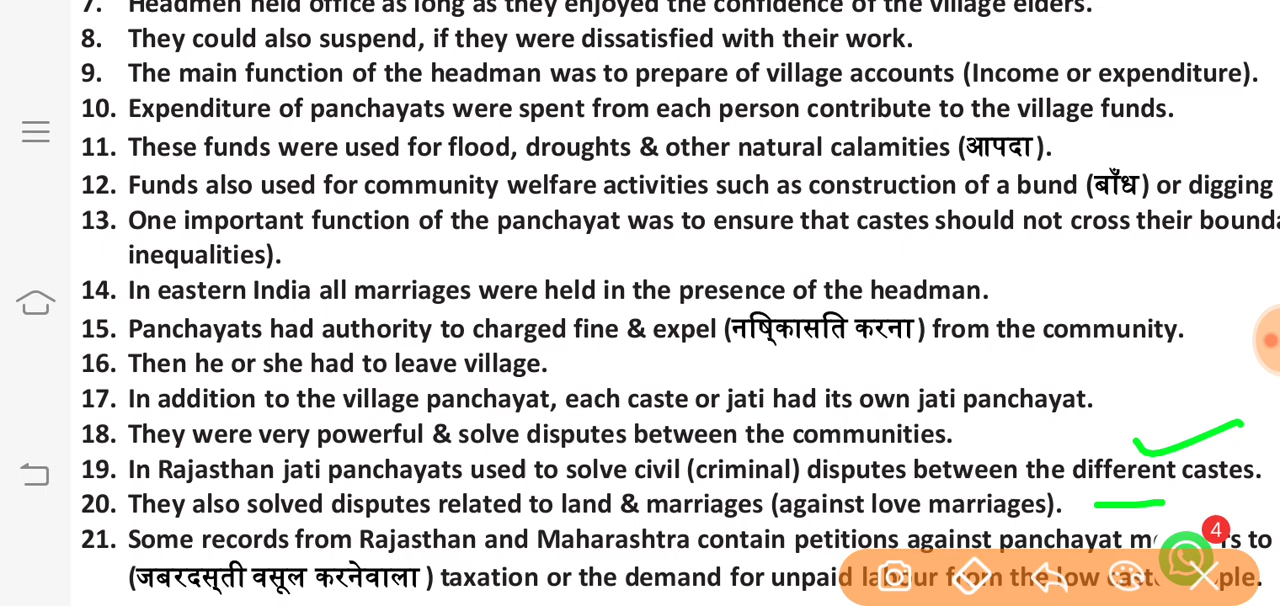 7. Headmen held office as long as they enjoyed the confidence of the village elders.
8. They could also suspend, if they were dissatisfied with their work.
9. The main function of the headman was to prepare of village accounts (Income or expenditure).
10. Expenditure of panchayats were spent from each person contribute to the village funds.
11. These funds were used for flood, droughts & other natural calamities (आपदा).
12. Funds also used for community welfare activities such as construction of a bund (बाँध) or digging
13. One important function of the panchayat was to ensure that castes should not cross their
inequalities).
14. In eastern India all marriages were held in the presence of the headman.
15. Panchayats had authority to charged fine & expel (नष्िकासति करना) from the community.
16. Then he or she had to leave village.
17. In addition to the village panchayat, each caste or jati had its own jati panchayat.
18. They were very powerful & solve disputes between the communities.
19. In Rajasthan jati panchayats used to solve civil (criminal) disputes between the different castes.
20. They also solved disputes related to land & marriages (against love marriages).
21. Some records from Rajasthan and Maharashtra contain petitions against panchayat to
4
(जबरदस्ती वसूल करनेवाला) taxation or the demand for unpaid labour from the low